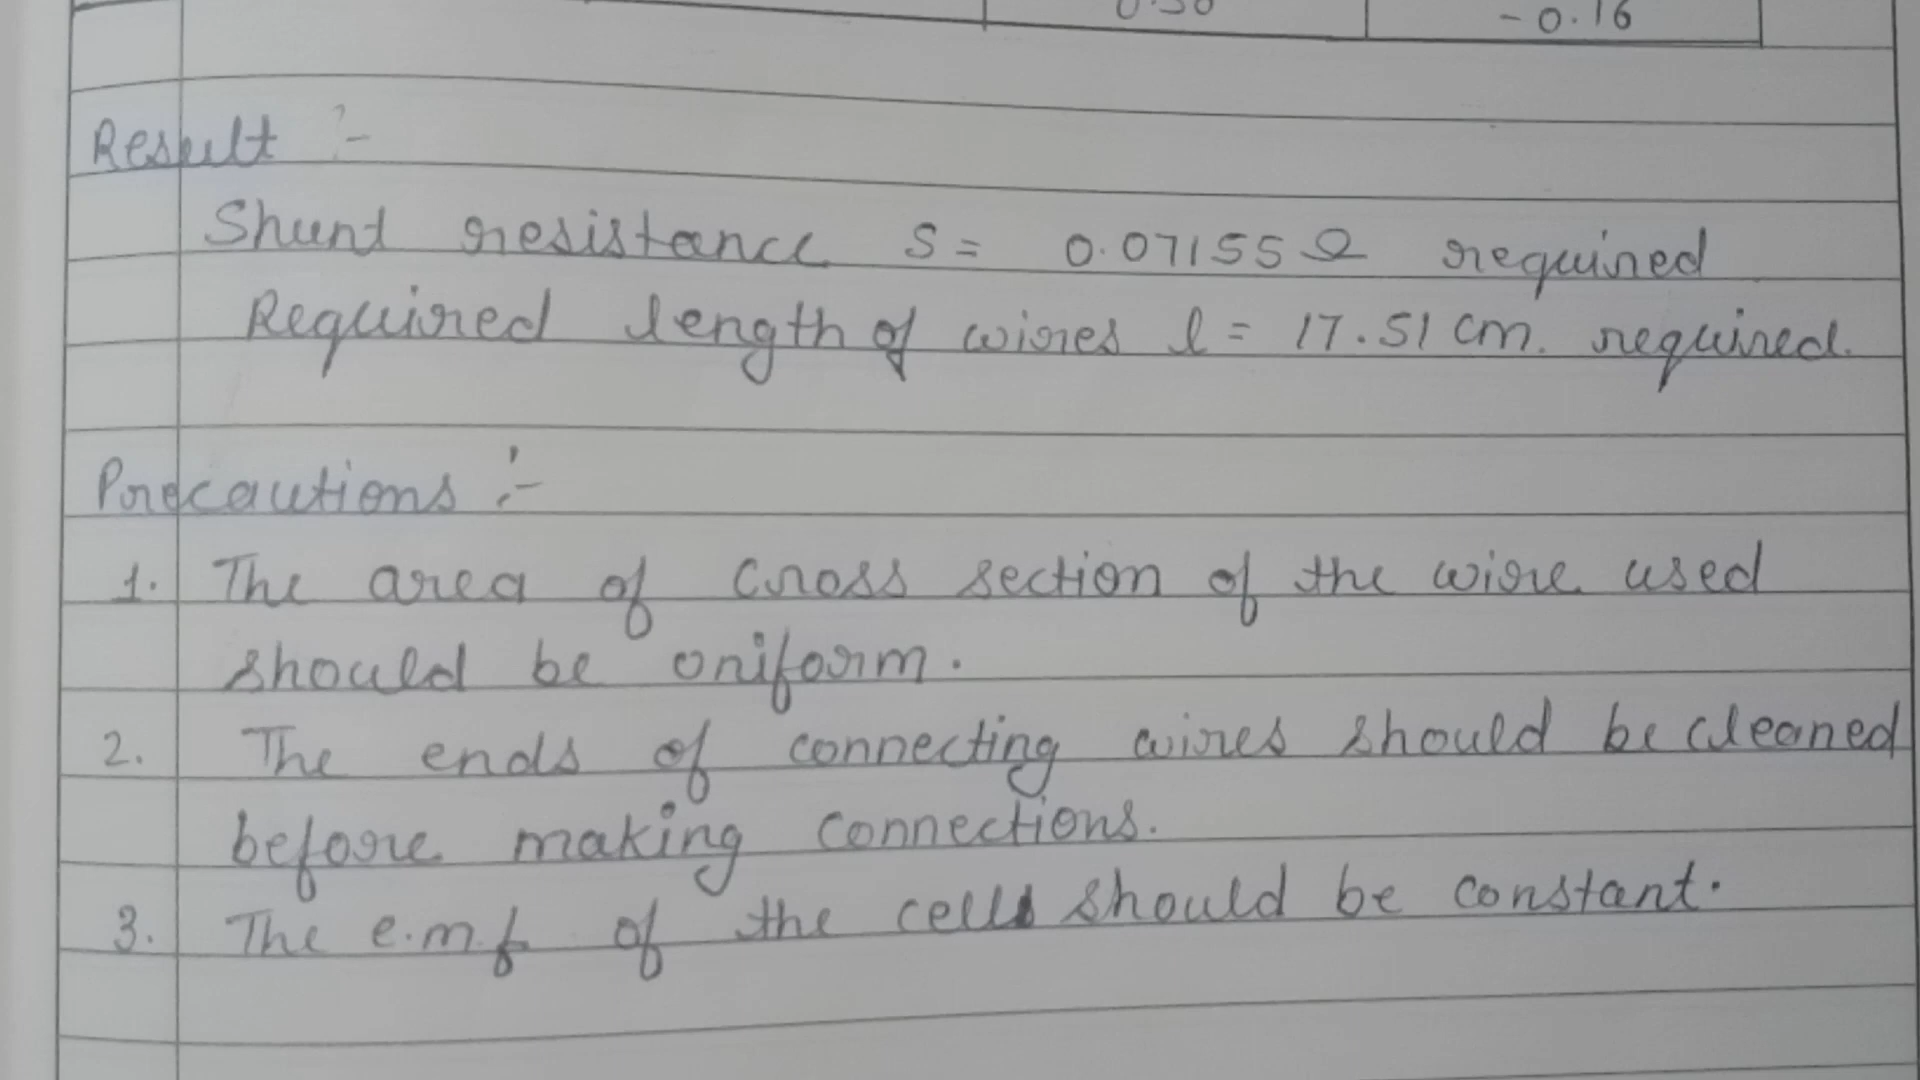 -0.16
Result :-
Shunt resistance S = 0.07155 Ω required
Required length of wires l = 17.51 cm. required.
Precautions :-
1. The area of cross section of the wire used
should be oniform.
2. The ends of connecting wires should be cleaned
before making connections.
3. The e.m.f of the cells should be constant.